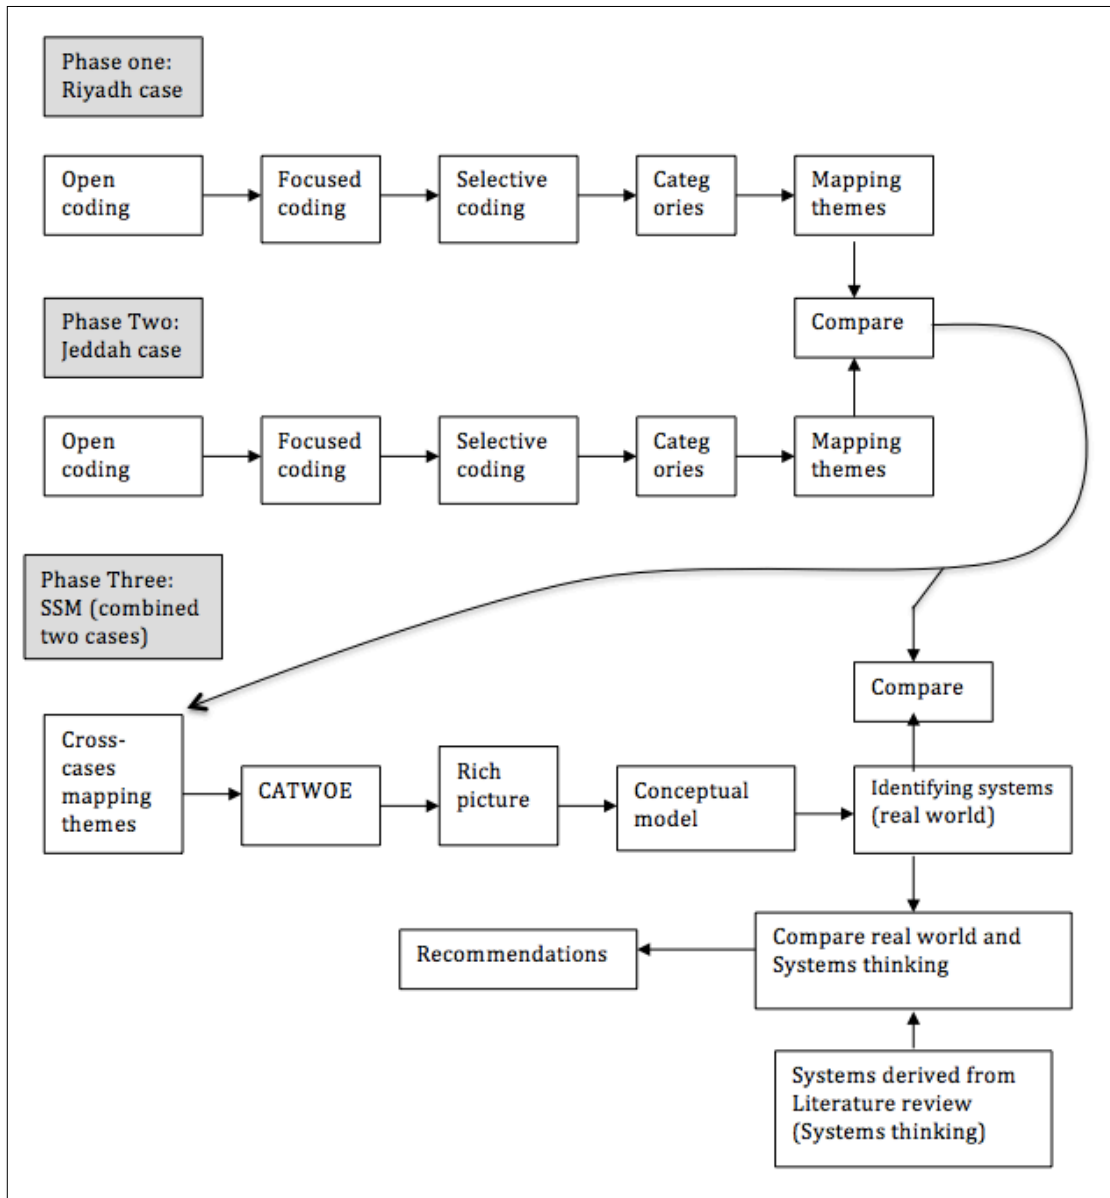 Phase one:
Riyadh case
Open
coding
Focused
coding
Selective
coding
Categ
ories
Mapping
themes
Phase Two:
Jeddah case
Compare
Open
coding
Focused
coding
Selective
coding
Categ
ories
Mapping
themes
Phase Three:
SSM (combined
two cases)
Compare
Cross-
cases
mapping
themes
CATWOE
Rich
picture
Conceptual
model
Identifying systems
(real world)
Recommendations
Compare real world and
Systems thinking
Systems derived from
Literature review
(Systems thinking)